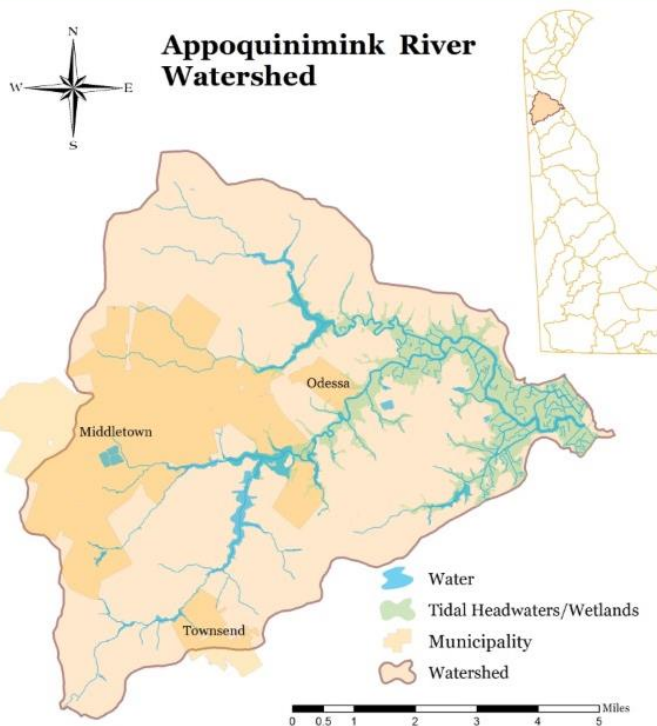 N
W E
S
Appoquinimink River
Watershed
Odessa
Middletown
Townsend
Water
Tidal Headwaters/Wetlands
Municipality
Watershed
Miles
0 0.5 1 2 3 4 5